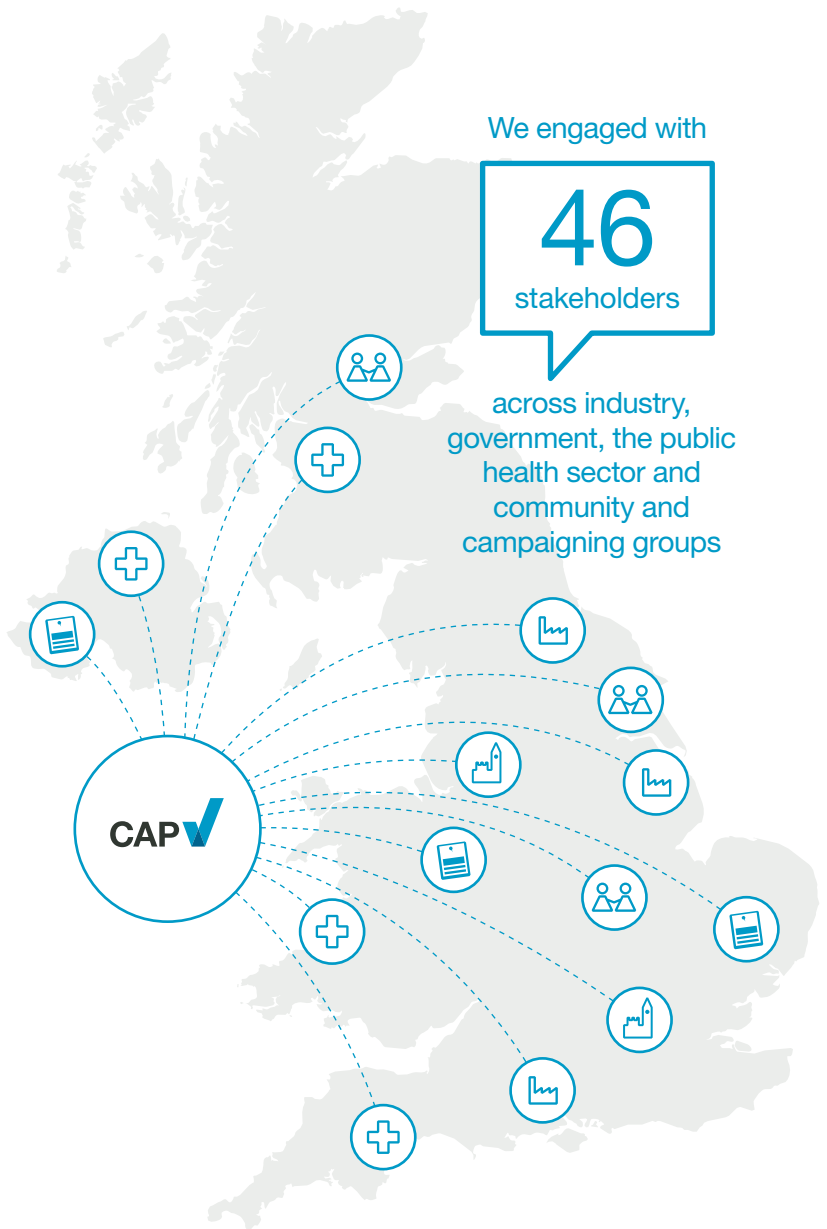 We engaged with
46
stakeholders
across industry,
government, the public
health sector and
community and
campaigning groups
CAP